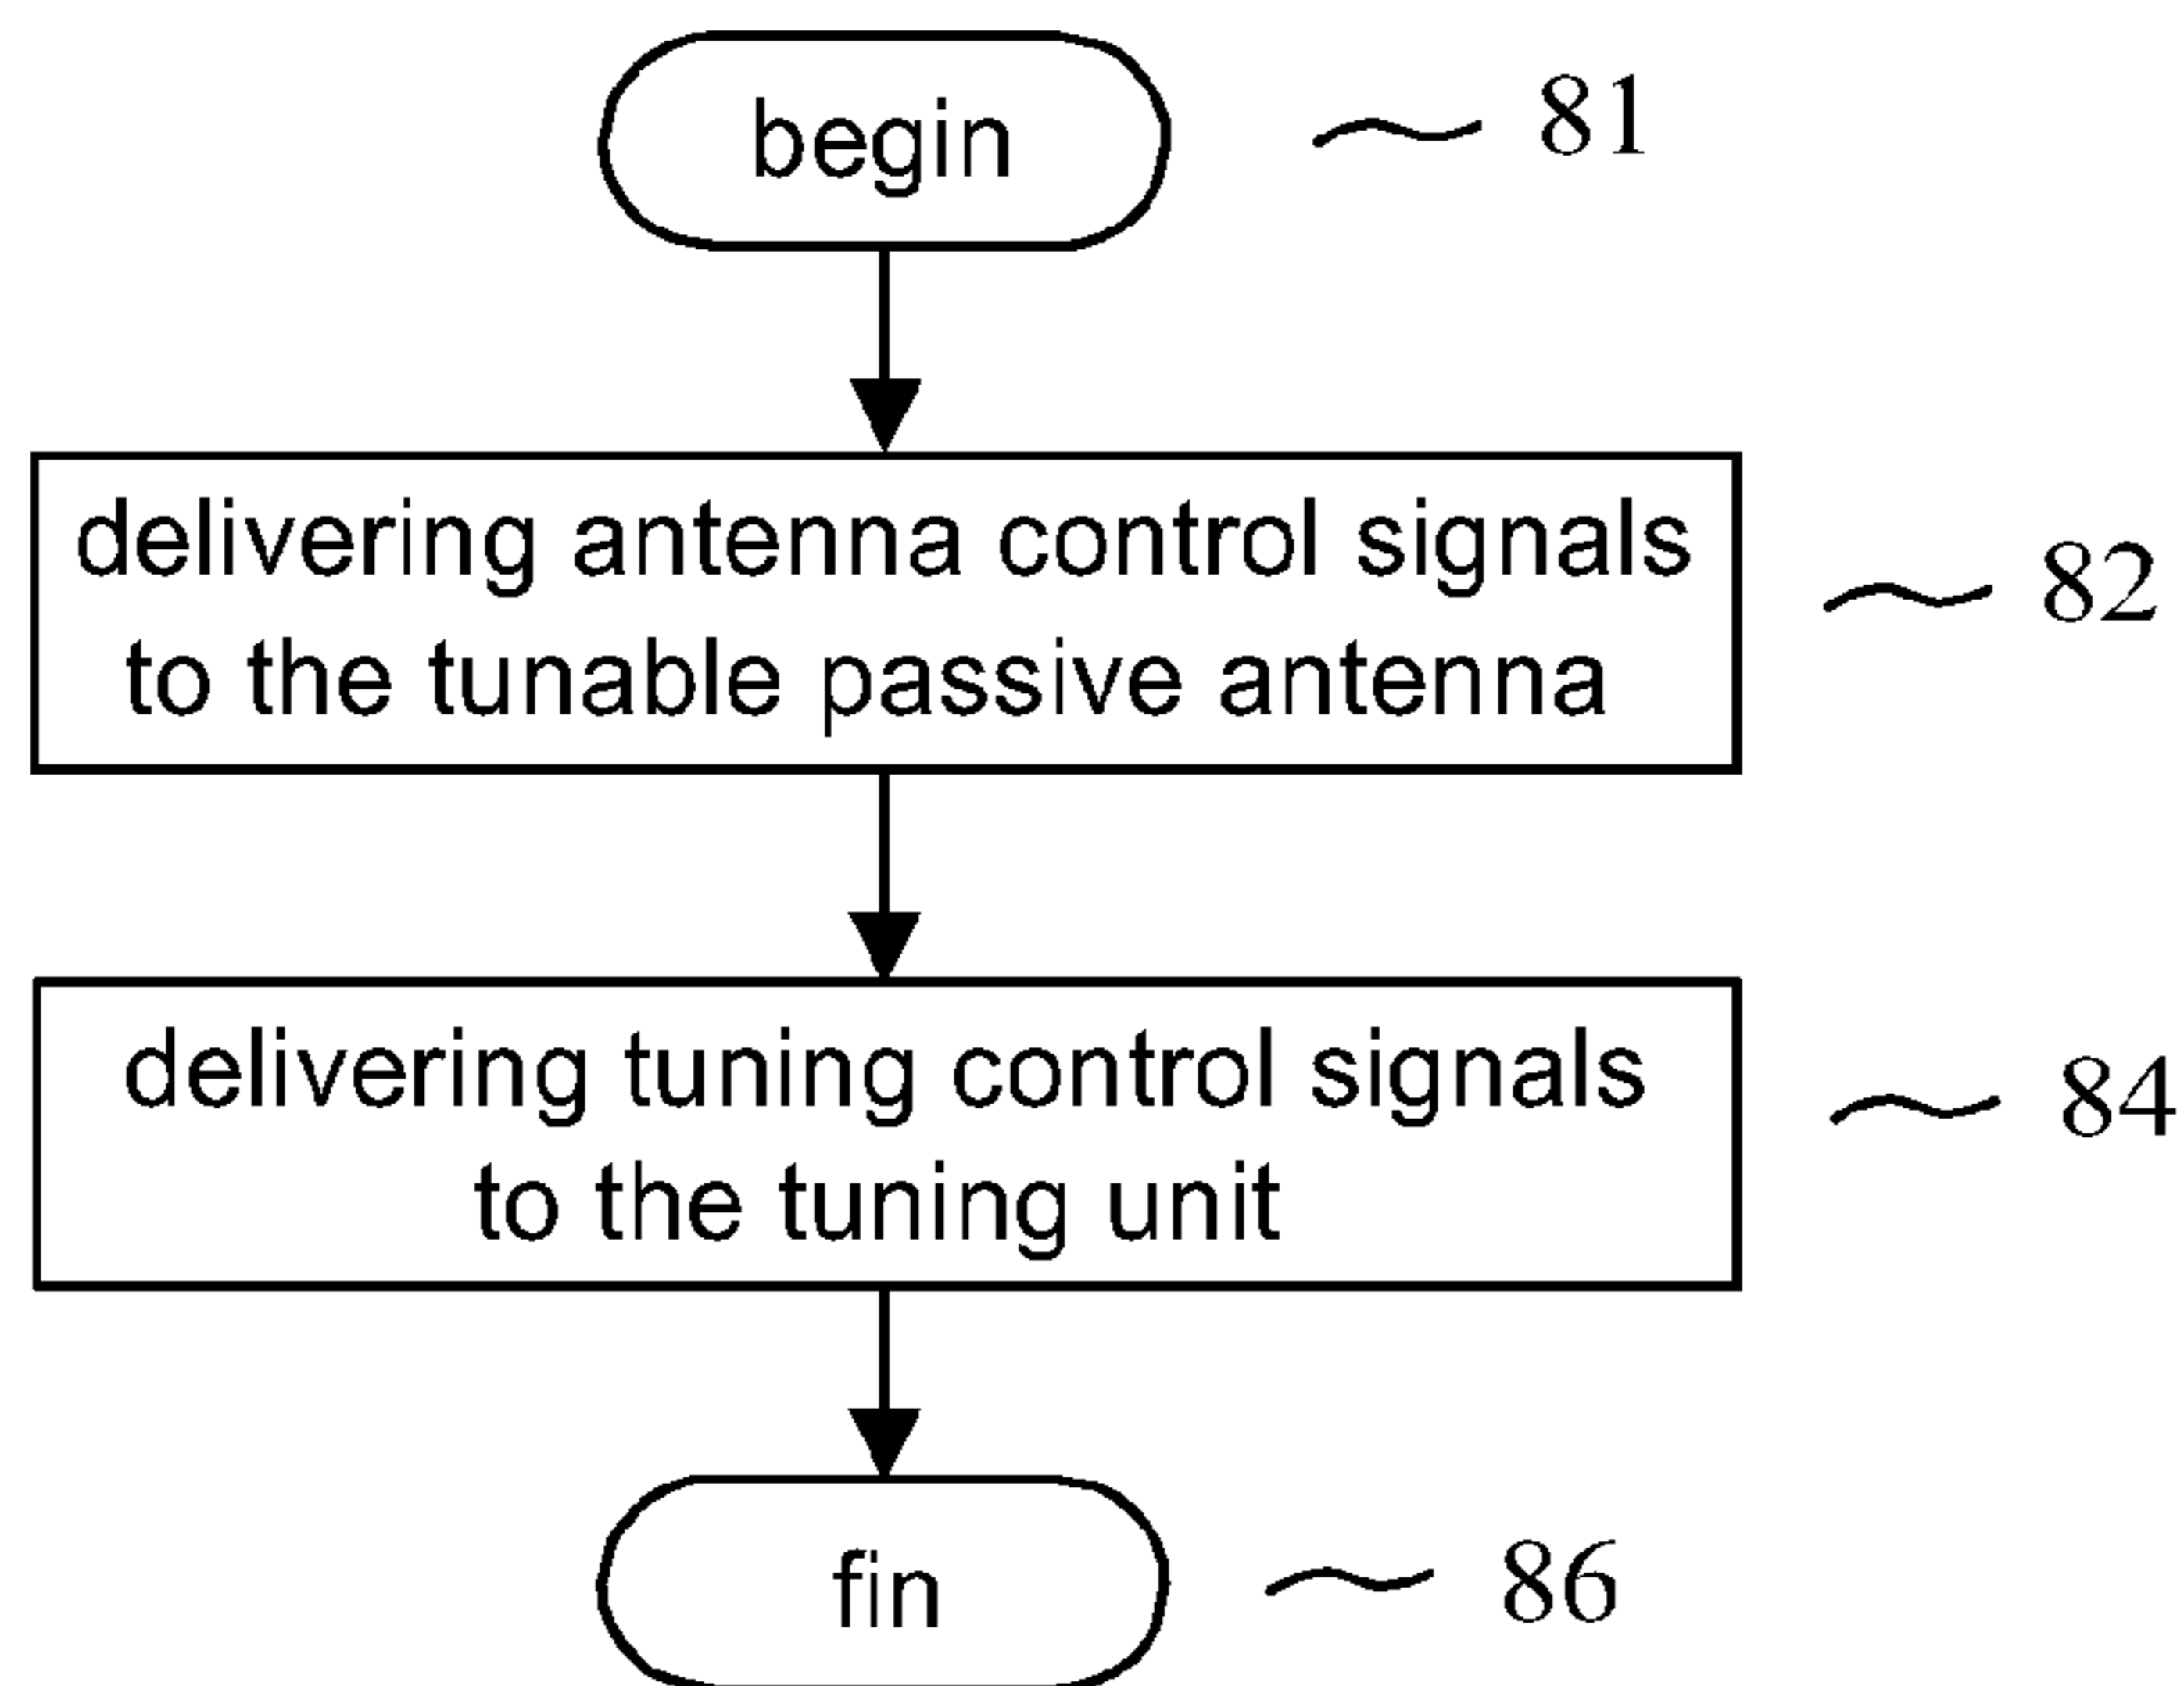 begin
81
delivering antenna control signals
to the tunable passive antenna
82
delivering tuning control signals
to the tuning unit
84
fin
86